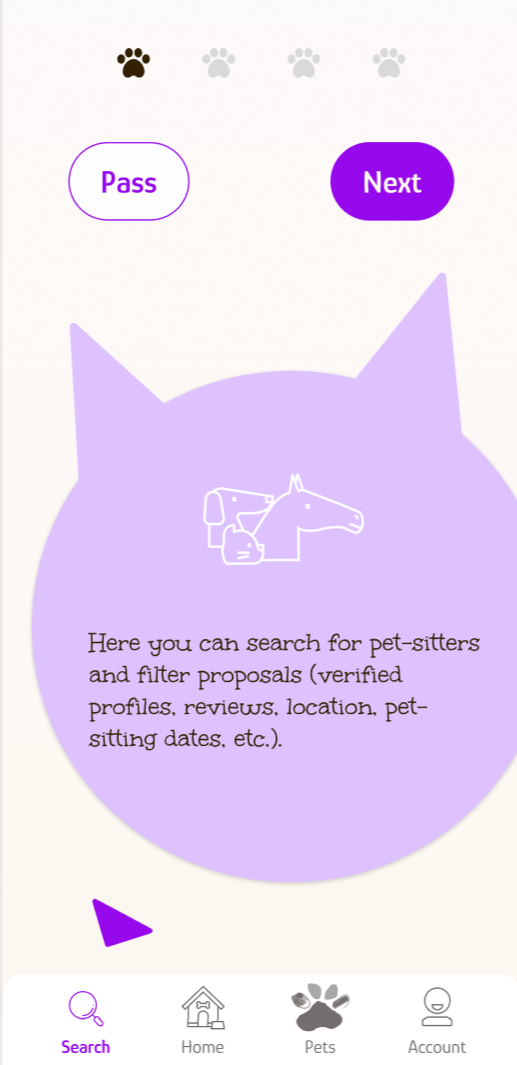 Pass
Next
Here you can search for pet-sitters
and filter proposals (verified
profiles, reviews, location, pet-
sitting dates, etc.).
Search
Home
Pets
Account